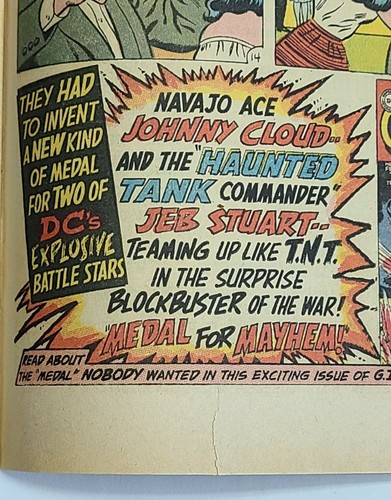 14
THEY HAD
TO INVENT
A NEW KIND
OF MEDAL
FOR TWO OF
DC's
EXPLOSIVE
BATTLE STARS
NAVAJO ACE
JOHNNY CLOUD--
AND THE "HAUNTED
TANK COMMANDER"
JEB STUART--
TEAMING UP LIKE T.N.T.
IN THE SURPRISE
BLOCKBUSTER OF THE WAR!
"MEDAL FOR MAYHEM!"
READ ABOUT
THE "MEDAL" NOBODY WANTED IN THIS EXCITING ISSUE OF G.I